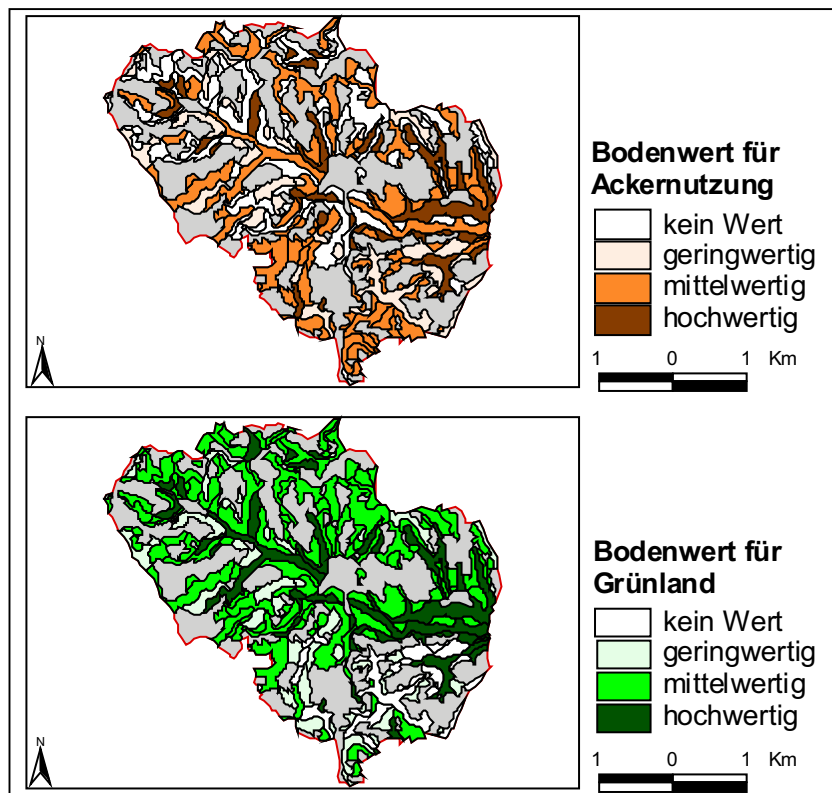 Bodenwert für
Ackernutzung
kein Wert
geringwertig
mittelwertig
hochwertig
1 0 1 Km
N
Bodenwert für
Grünland
kein Wert
geringwertig
mittelwertig
hochwertig
1 0 1 Km
N